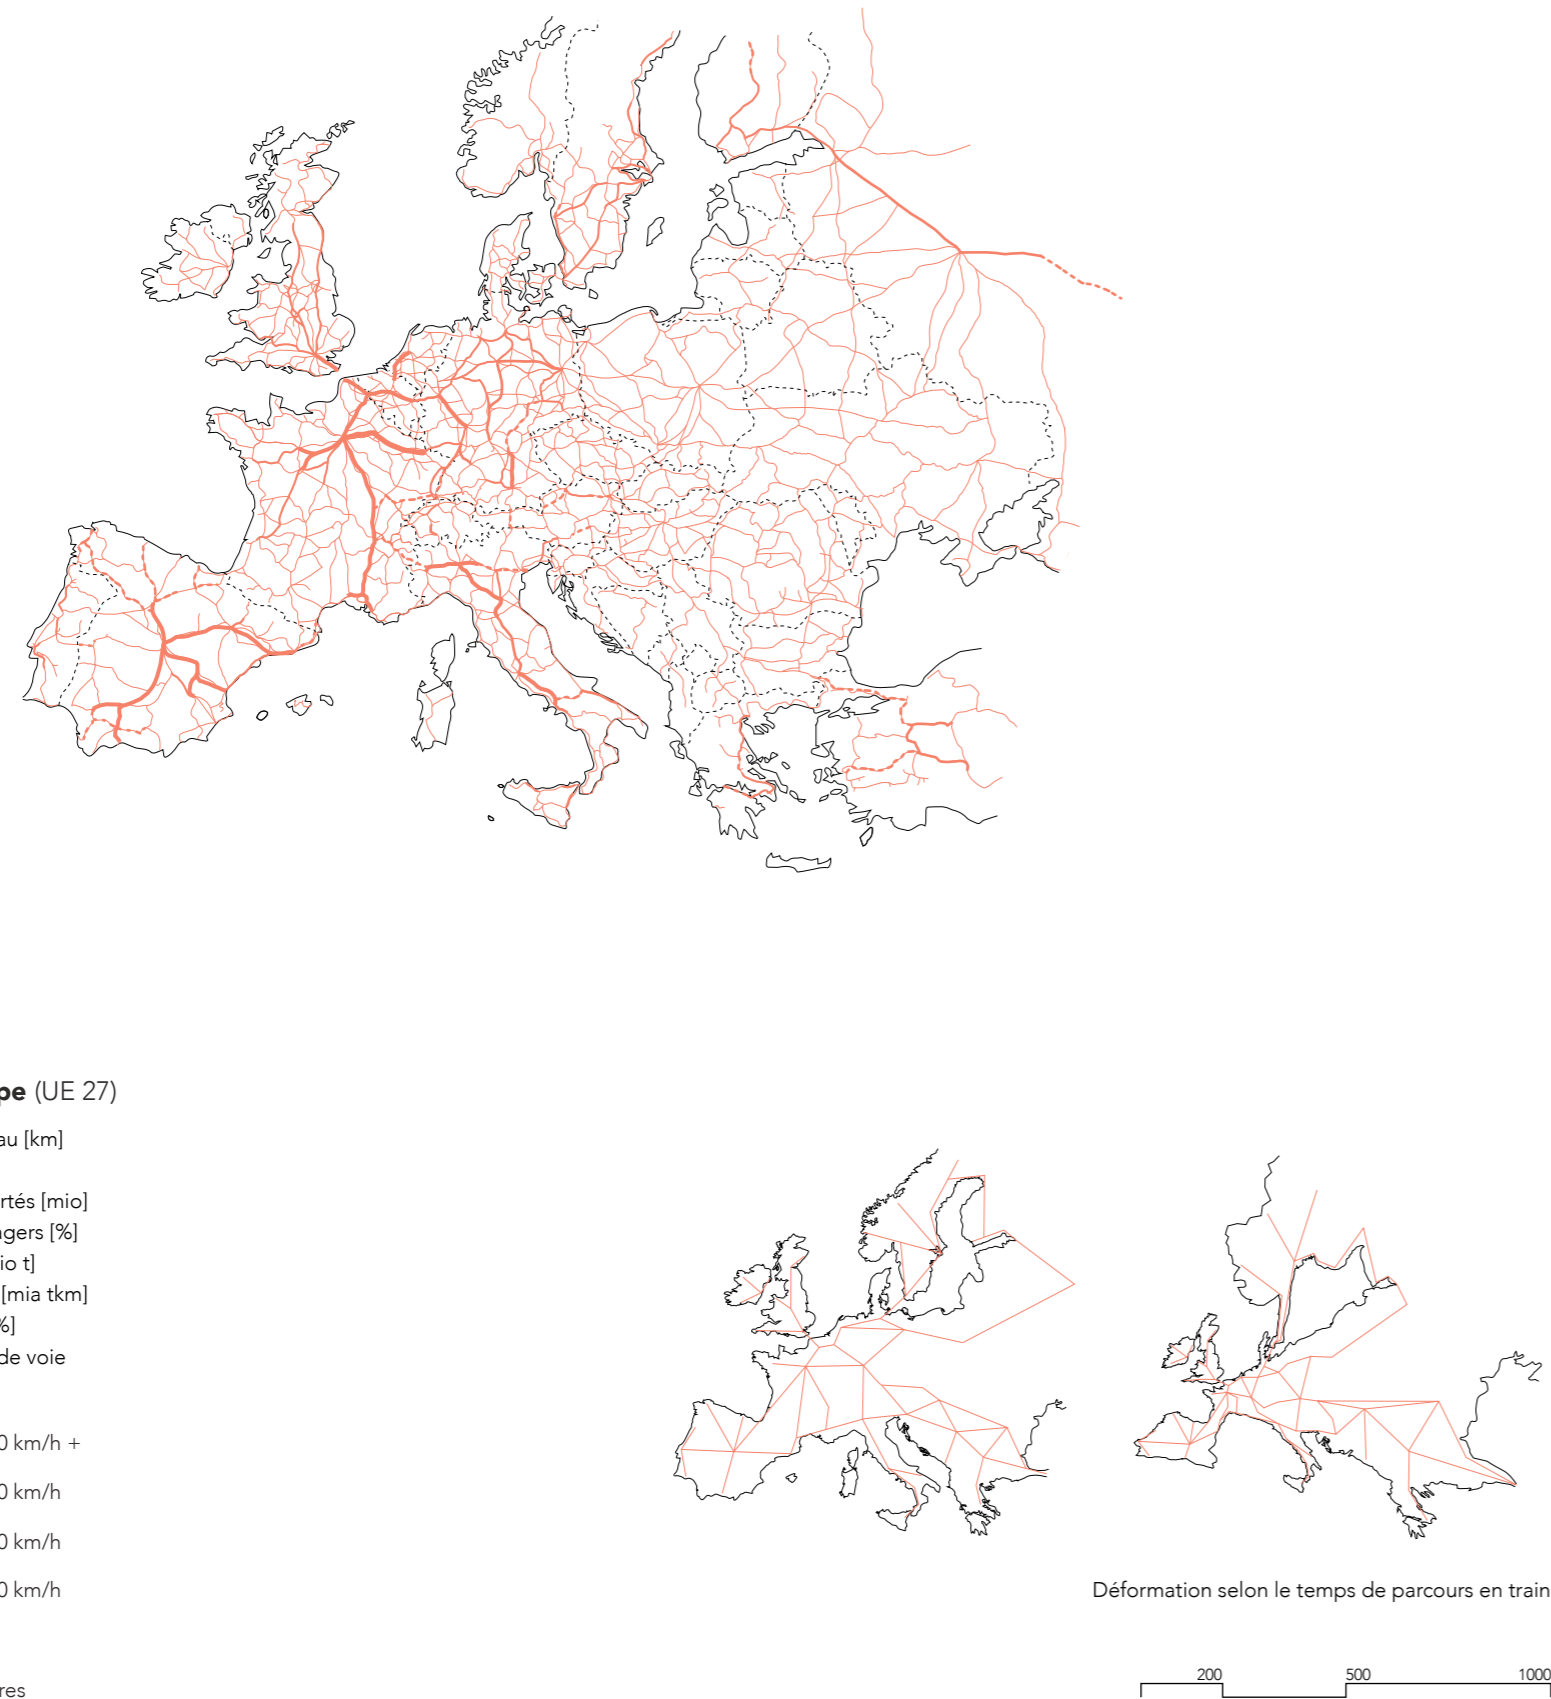 pe (UE 27)
au [km]
rtés [mio]
agers [%]
io t]
[mia tkm]
%]
de voie
0 km/h +
0 km/h
0 km/h
0 km/h
res
Déformation selon le temps de parcours en train
200 500 1000